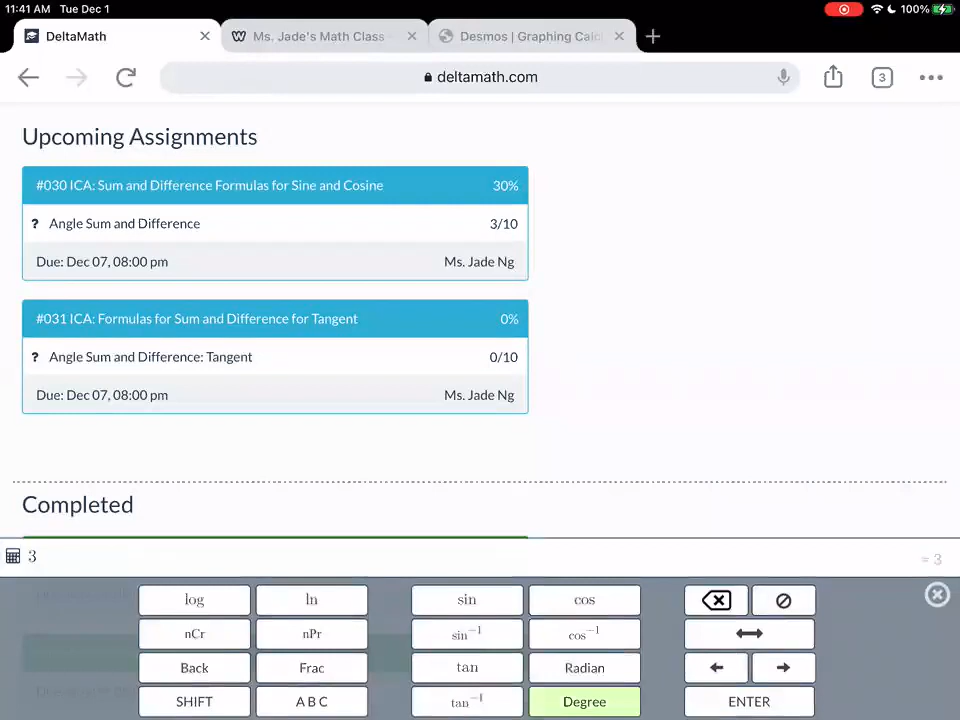 11:41 AM Tue Dec 1
100%
DeltaMath
Ms. Jade's Math Class
Desmos | Graphing Calc
deltamath.com
3
Upcoming Assignments
#030 ICA: Sum and Difference Formulas for Sine and Cosine 30%
? Angle Sum and Difference 3/10
Due: Dec 07, 08:00 pm Ms. Jade Ng
#031 ICA: Formulas for Sum and Difference for Tangent 0%
? Angle Sum and Difference: Tangent 0/10
Due: Dec 07, 08:00 pm Ms. Jade Ng
Completed
3 = 3
log ln sin cos
nCr nPr sin⁻¹ cos⁻¹
Back Frac tan Radian
SHIFT A B C tan⁻¹ Degree ENTER